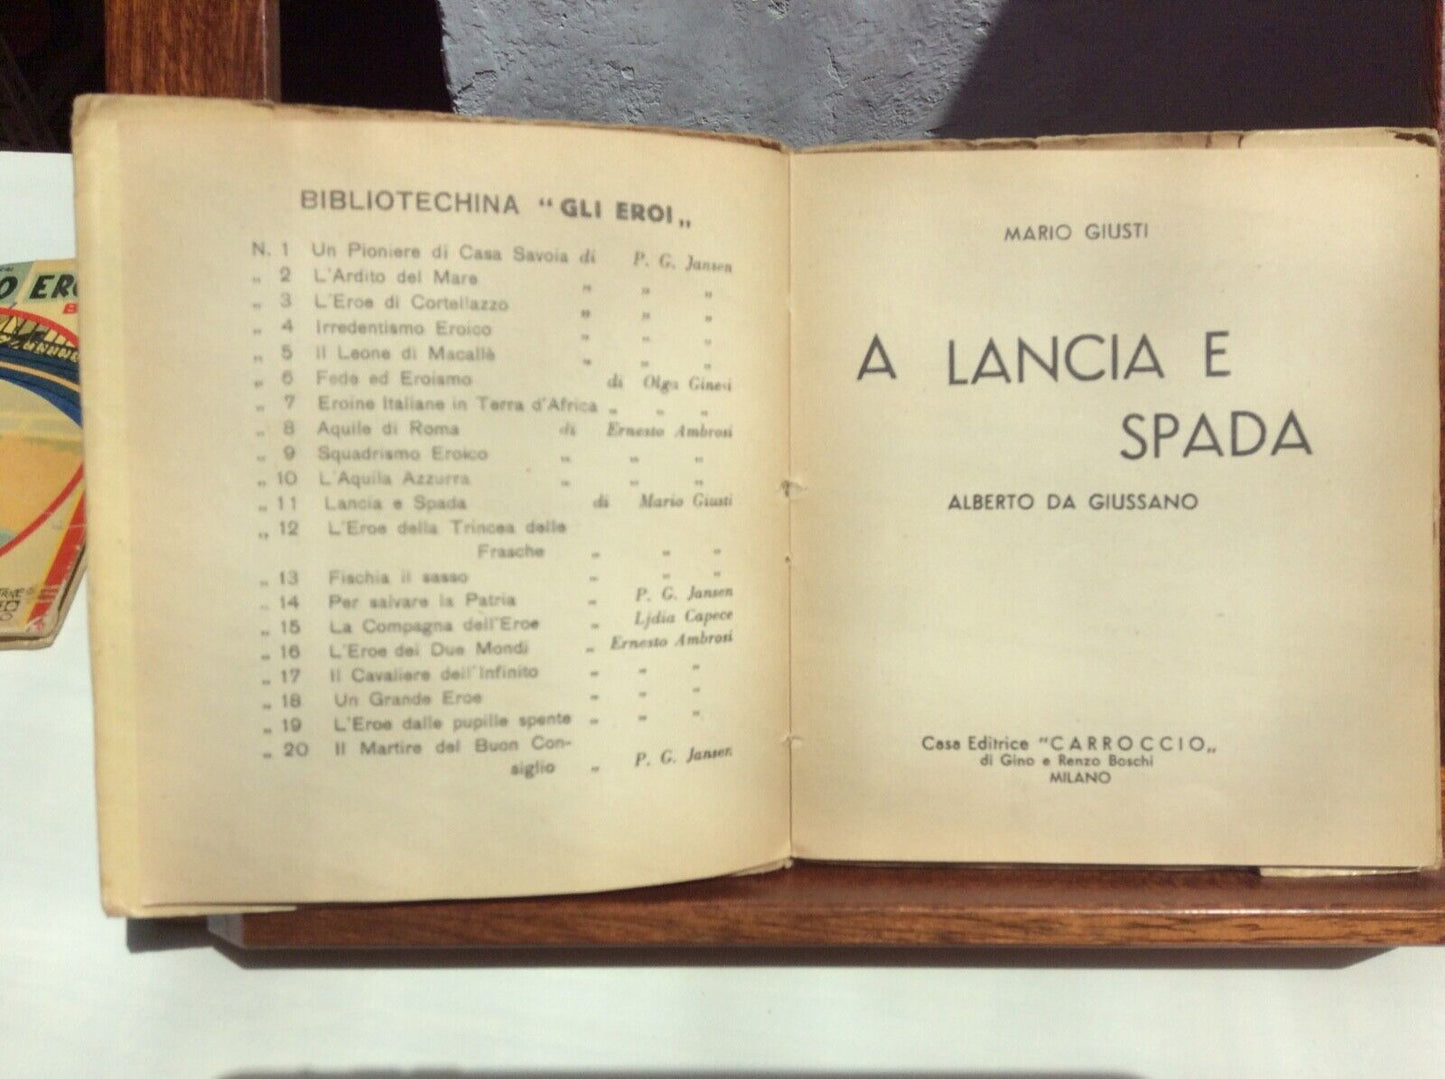 BIBLIOTECHINA “GLI EROI„
N. 1 Un Pioniere di Casa Savoia di P. G. Jansen
„ 2 L'Ardito del Mare „ „ „
„ 3 L'Eroe di Cortellazzo „ „ „
„ 4 Irredentismo Eroico „ „ „
„ 5 Il Leone di Macallè „ „ „
„ 6 Fede ed Eroismo di Olga Ginesi
„ 7 Eroine Italiane in Terra d'Africa „ „ „
„ 8 Aquile di Roma di Ernesto Ambrosi
„ 9 Squadrismo Eroico „ „ „
„ 10 L'Aquila Azzurra „ „ „
„ 11 Lancia e Spada di Mario Giusti
„ 12 L'Eroe della Trincea delle
Frasche „ „ „
„ 13 Fischia il sasso „ „ „
„ 14 Per salvare la Patria „ P. G. Jansen
„ 15 La Compagna dell'Eroe „ Ljdia Capece
„ 16 L'Eroe dei Due Mondi „ Ernesto Ambrosi
„ 17 Il Cavaliere dell'Infinito „ „ „
„ 18 Un Grande Eroe „ „ „
„ 19 L'Eroe dalle pupille spente „ „ „
„ 20 Il Martire del Buon Con-
siglio „ P. G. Jansen
MARIO GIUSTI
A LANCIA E
SPADA
ALBERTO DA GIUSSANO
Casa Editrice “CARROCCIO„
di Gino e Renzo Boschi
MILANO